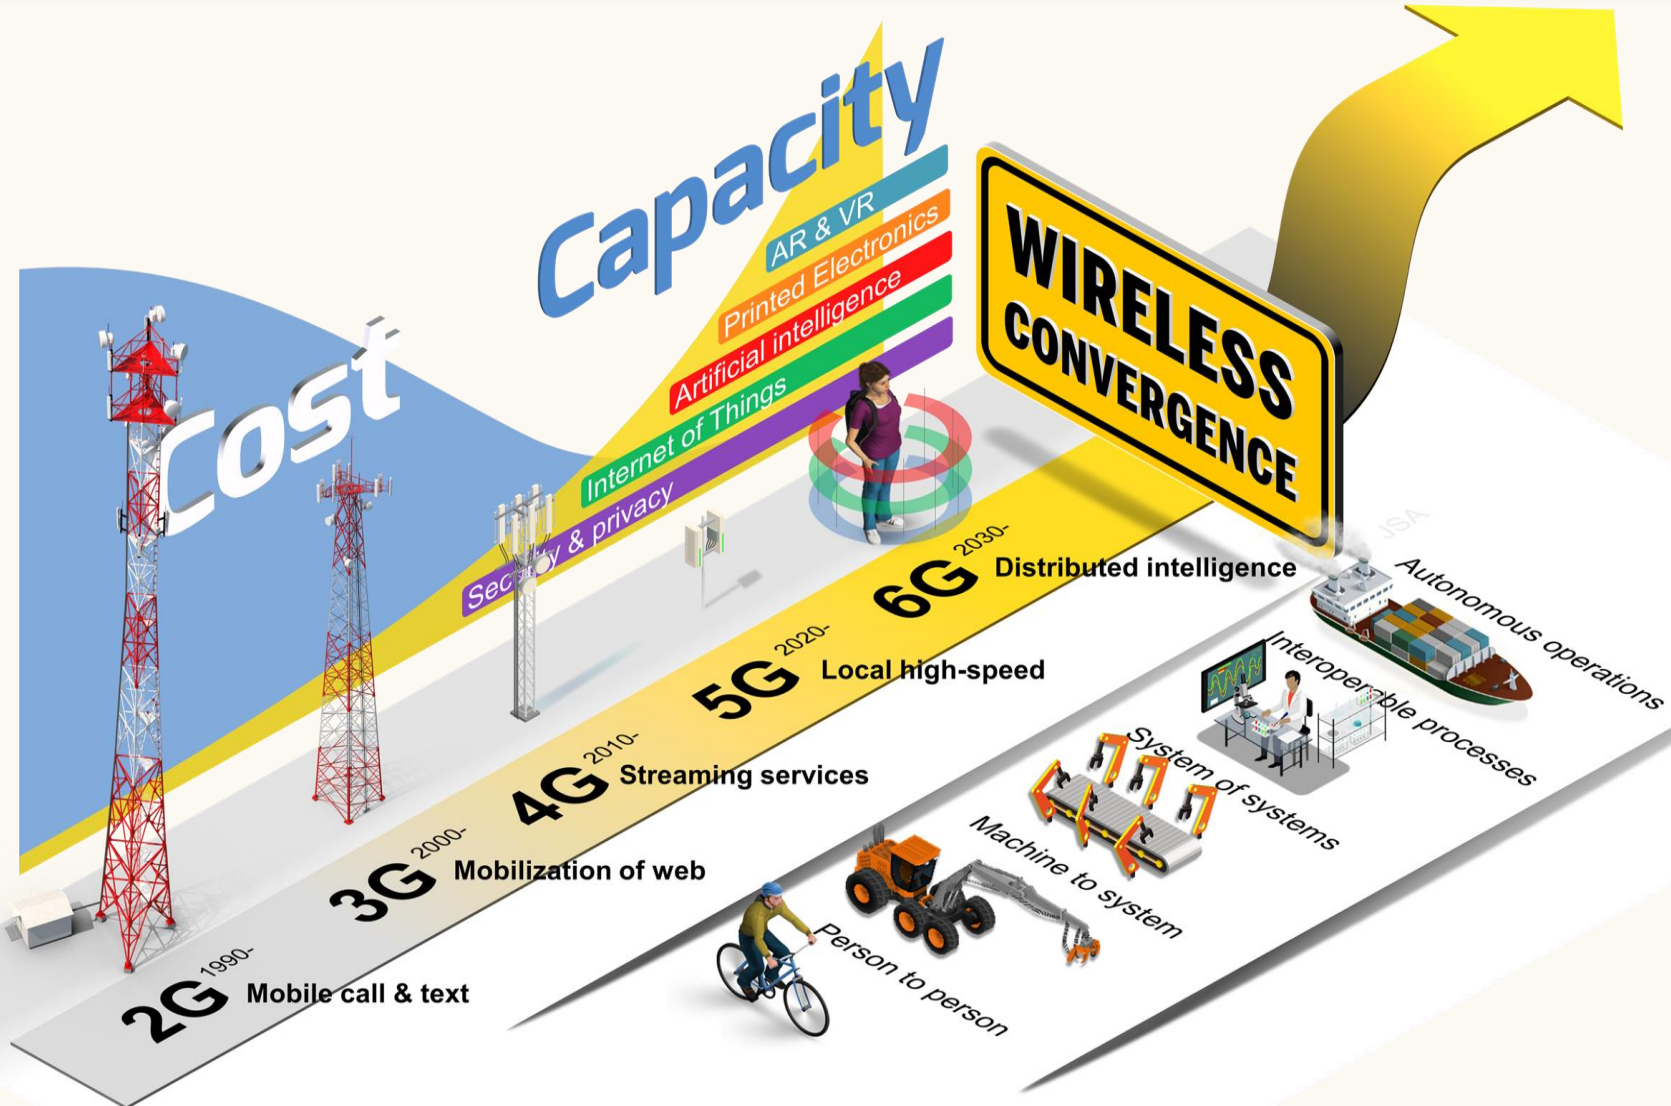 Capacity
AR & VR
Printed Electronics
Artificial intelligence
Internet of Things
Security & privacy
Cost
WIRELESS
CONVERGENCE
6G 2030-
Distributed intelligence
5G 2020-
Local high-speed
4G 2010-
Streaming services
3G 2000-
Mobilization of web
2G 1990-
Mobile call & text
JSA
Autonomous operations
Interoperable processes
System of systems
Machine to system
Person to person